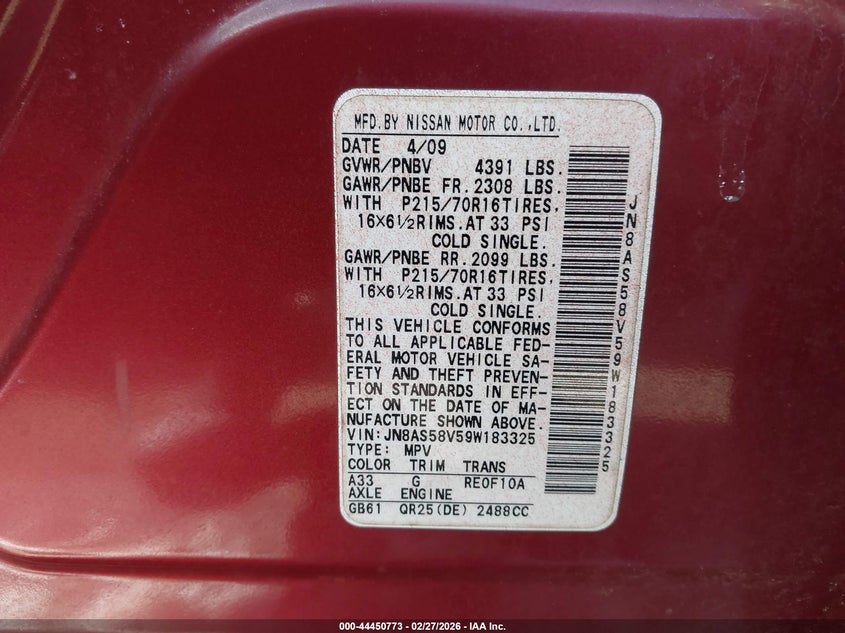 MFD.BY NISSAN MOTOR CO.,LTD.
DATE 4/09
GVWR/PNBV 4391 LBS.
GAWR/PNBE FR.2308 LBS.
WITH P215/70R16TIRES,
16×6½RIMS.AT 33 PSI
COLD SINGLE.
GAWR/PNBE RR.2099 LBS.
WITH P215/70R16TIRES,
16×6½RIMS.AT 33 PSI
COLD SINGLE.
THIS VEHICLE CONFORMS
TO ALL APPLICABLE FED-
ERAL MOTOR VEHICLE SA-
FETY AND THEFT PREVEN-
TION STANDARDS IN EFF-
ECT ON THE DATE OF MA-
NUFACTURE SHOWN ABOVE.
VIN:JN8AS58V59W183325
TYPE: MPV
COLOR TRIM TRANS
A33 G RE0F10A
AXLE ENGINE
GB61 QR25(DE) 2488CC
JN8AS58V59W183325
000-44450773 - 02/27/2026 - IAA Inc.